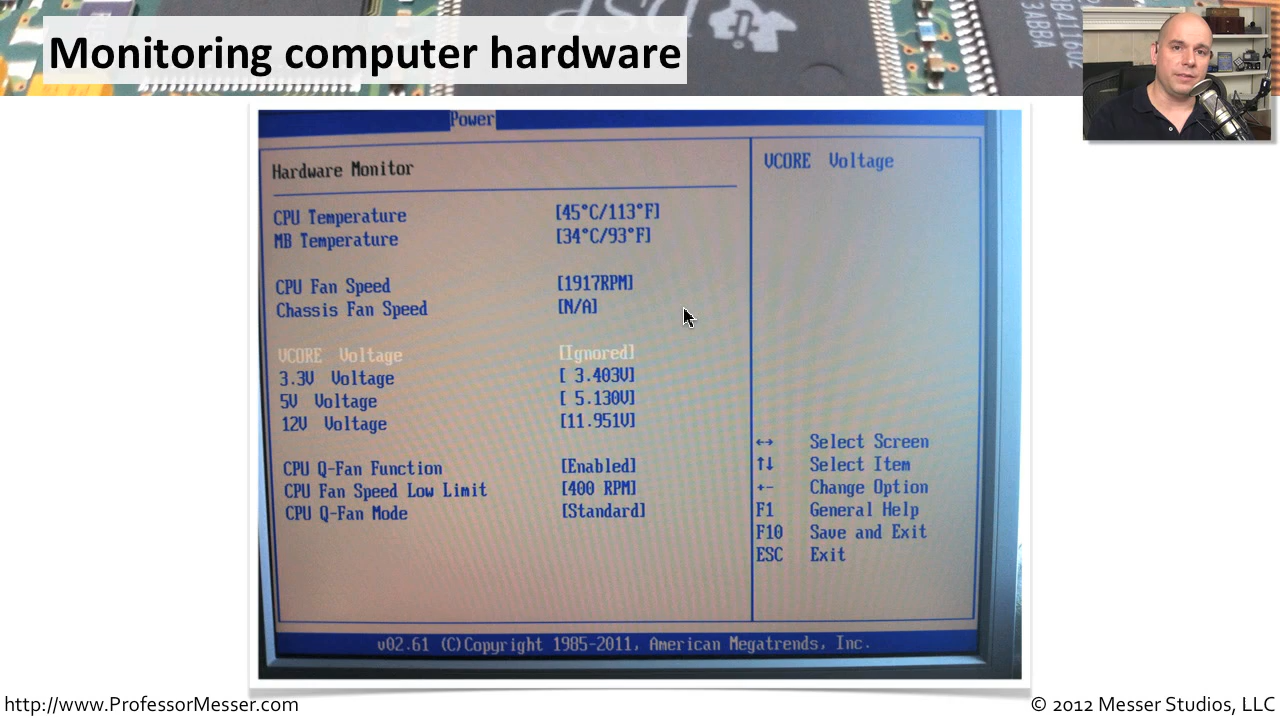 Monitoring computer hardware
Power
Hardware Monitor
CPU Temperature [45°C/113°F]
MB Temperature [34°C/93°F]
CPU Fan Speed [1917RPM]
Chassis Fan Speed [N/A]
VCORE Voltage [Ignored]
3.3V Voltage [ 3.403V]
5V Voltage [ 5.130V]
12V Voltage [11.951V]
CPU Q-Fan Function [Enabled]
CPU Fan Speed Low Limit [400 RPM]
CPU Q-Fan Mode [Standard]
VCORE Voltage
↔ Select Screen
↑↓ Select Item
+- Change Option
F1 General Help
F10 Save and Exit
ESC Exit
v02.61 (C)Copyright 1985-2011, American Megatrends, Inc.
http://www.ProfessorMesser.com
© 2012 Messer Studios, LLC